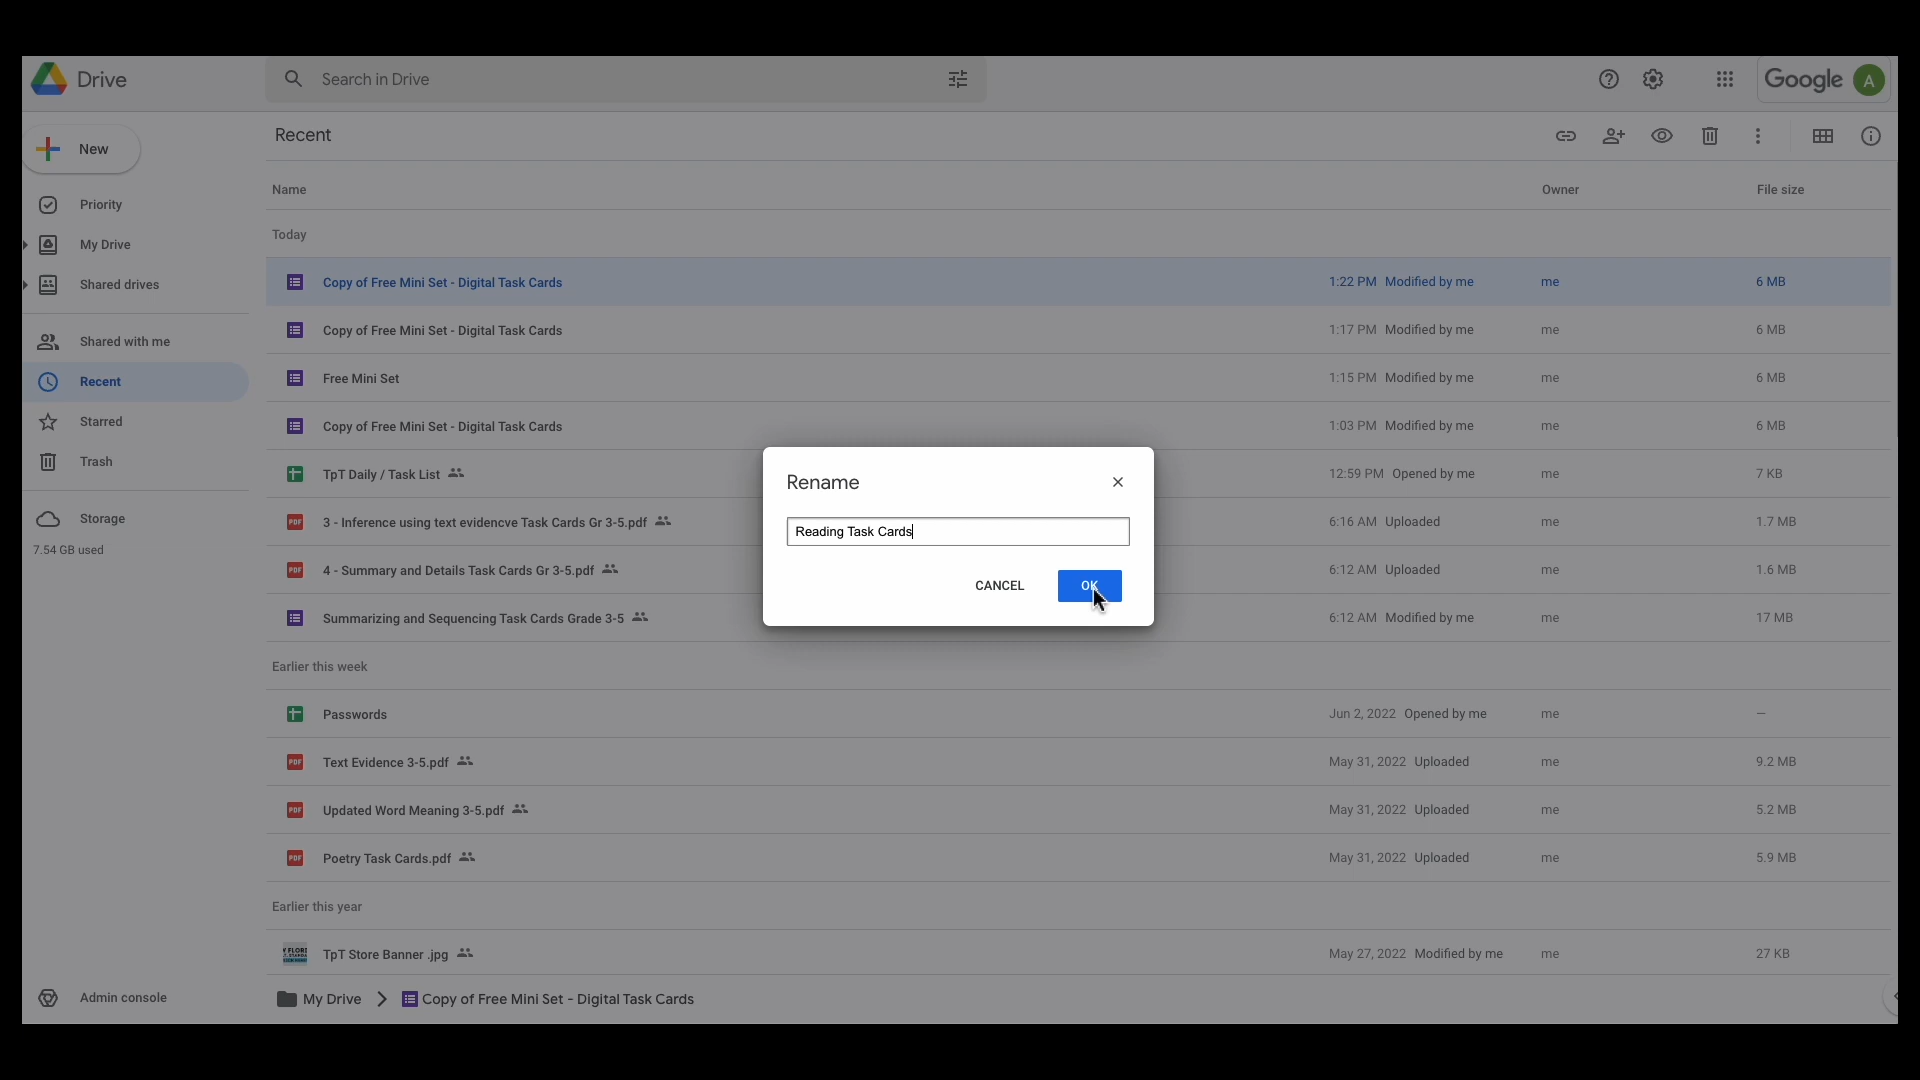 Drive
Search in Drive
Google A
New
Recent
Name Owner File size
Priority
Today
My Drive
Shared drives
Copy of Free Mini Set - Digital Task Cards 1:22 PM Modified by me me 6 MB
Copy of Free Mini Set - Digital Task Cards 1:17 PM Modified by me me 6 MB
Shared with me
Recent
Free Mini Set 1:15 PM Modified by me me 6 MB
Starred
Copy of Free Mini Set - Digital Task Cards 1:03 PM Modified by me me 6 MB
Trash
TpT Daily / Task List 12:59 PM Opened by me me 7 KB
Storage
7.54 GB used
PDF 3 - Inference using text evidencve Task Cards Gr 3-5.pdf 6:16 AM Uploaded me 1.7 MB
PDF 4 - Summary and Details Task Cards Gr 3-5.pdf 6:12 AM Uploaded me 1.6 MB
Summarizing and Sequencing Task Cards Grade 3-5 6:12 AM Modified by me me 17 MB
Rename
Reading Task Cards
CANCEL OK
Earlier this week
Passwords Jun 2, 2022 Opened by me me –
PDF Text Evidence 3-5.pdf May 31, 2022 Uploaded me 9.2 MB
PDF Updated Word Meaning 3-5.pdf May 31, 2022 Uploaded me 5.2 MB
PDF Poetry Task Cards.pdf May 31, 2022 Uploaded me 5.9 MB
Earlier this year
TpT Store Banner .jpg May 27, 2022 Modified by me me 27 KB
Admin console
My Drive Copy of Free Mini Set - Digital Task Cards